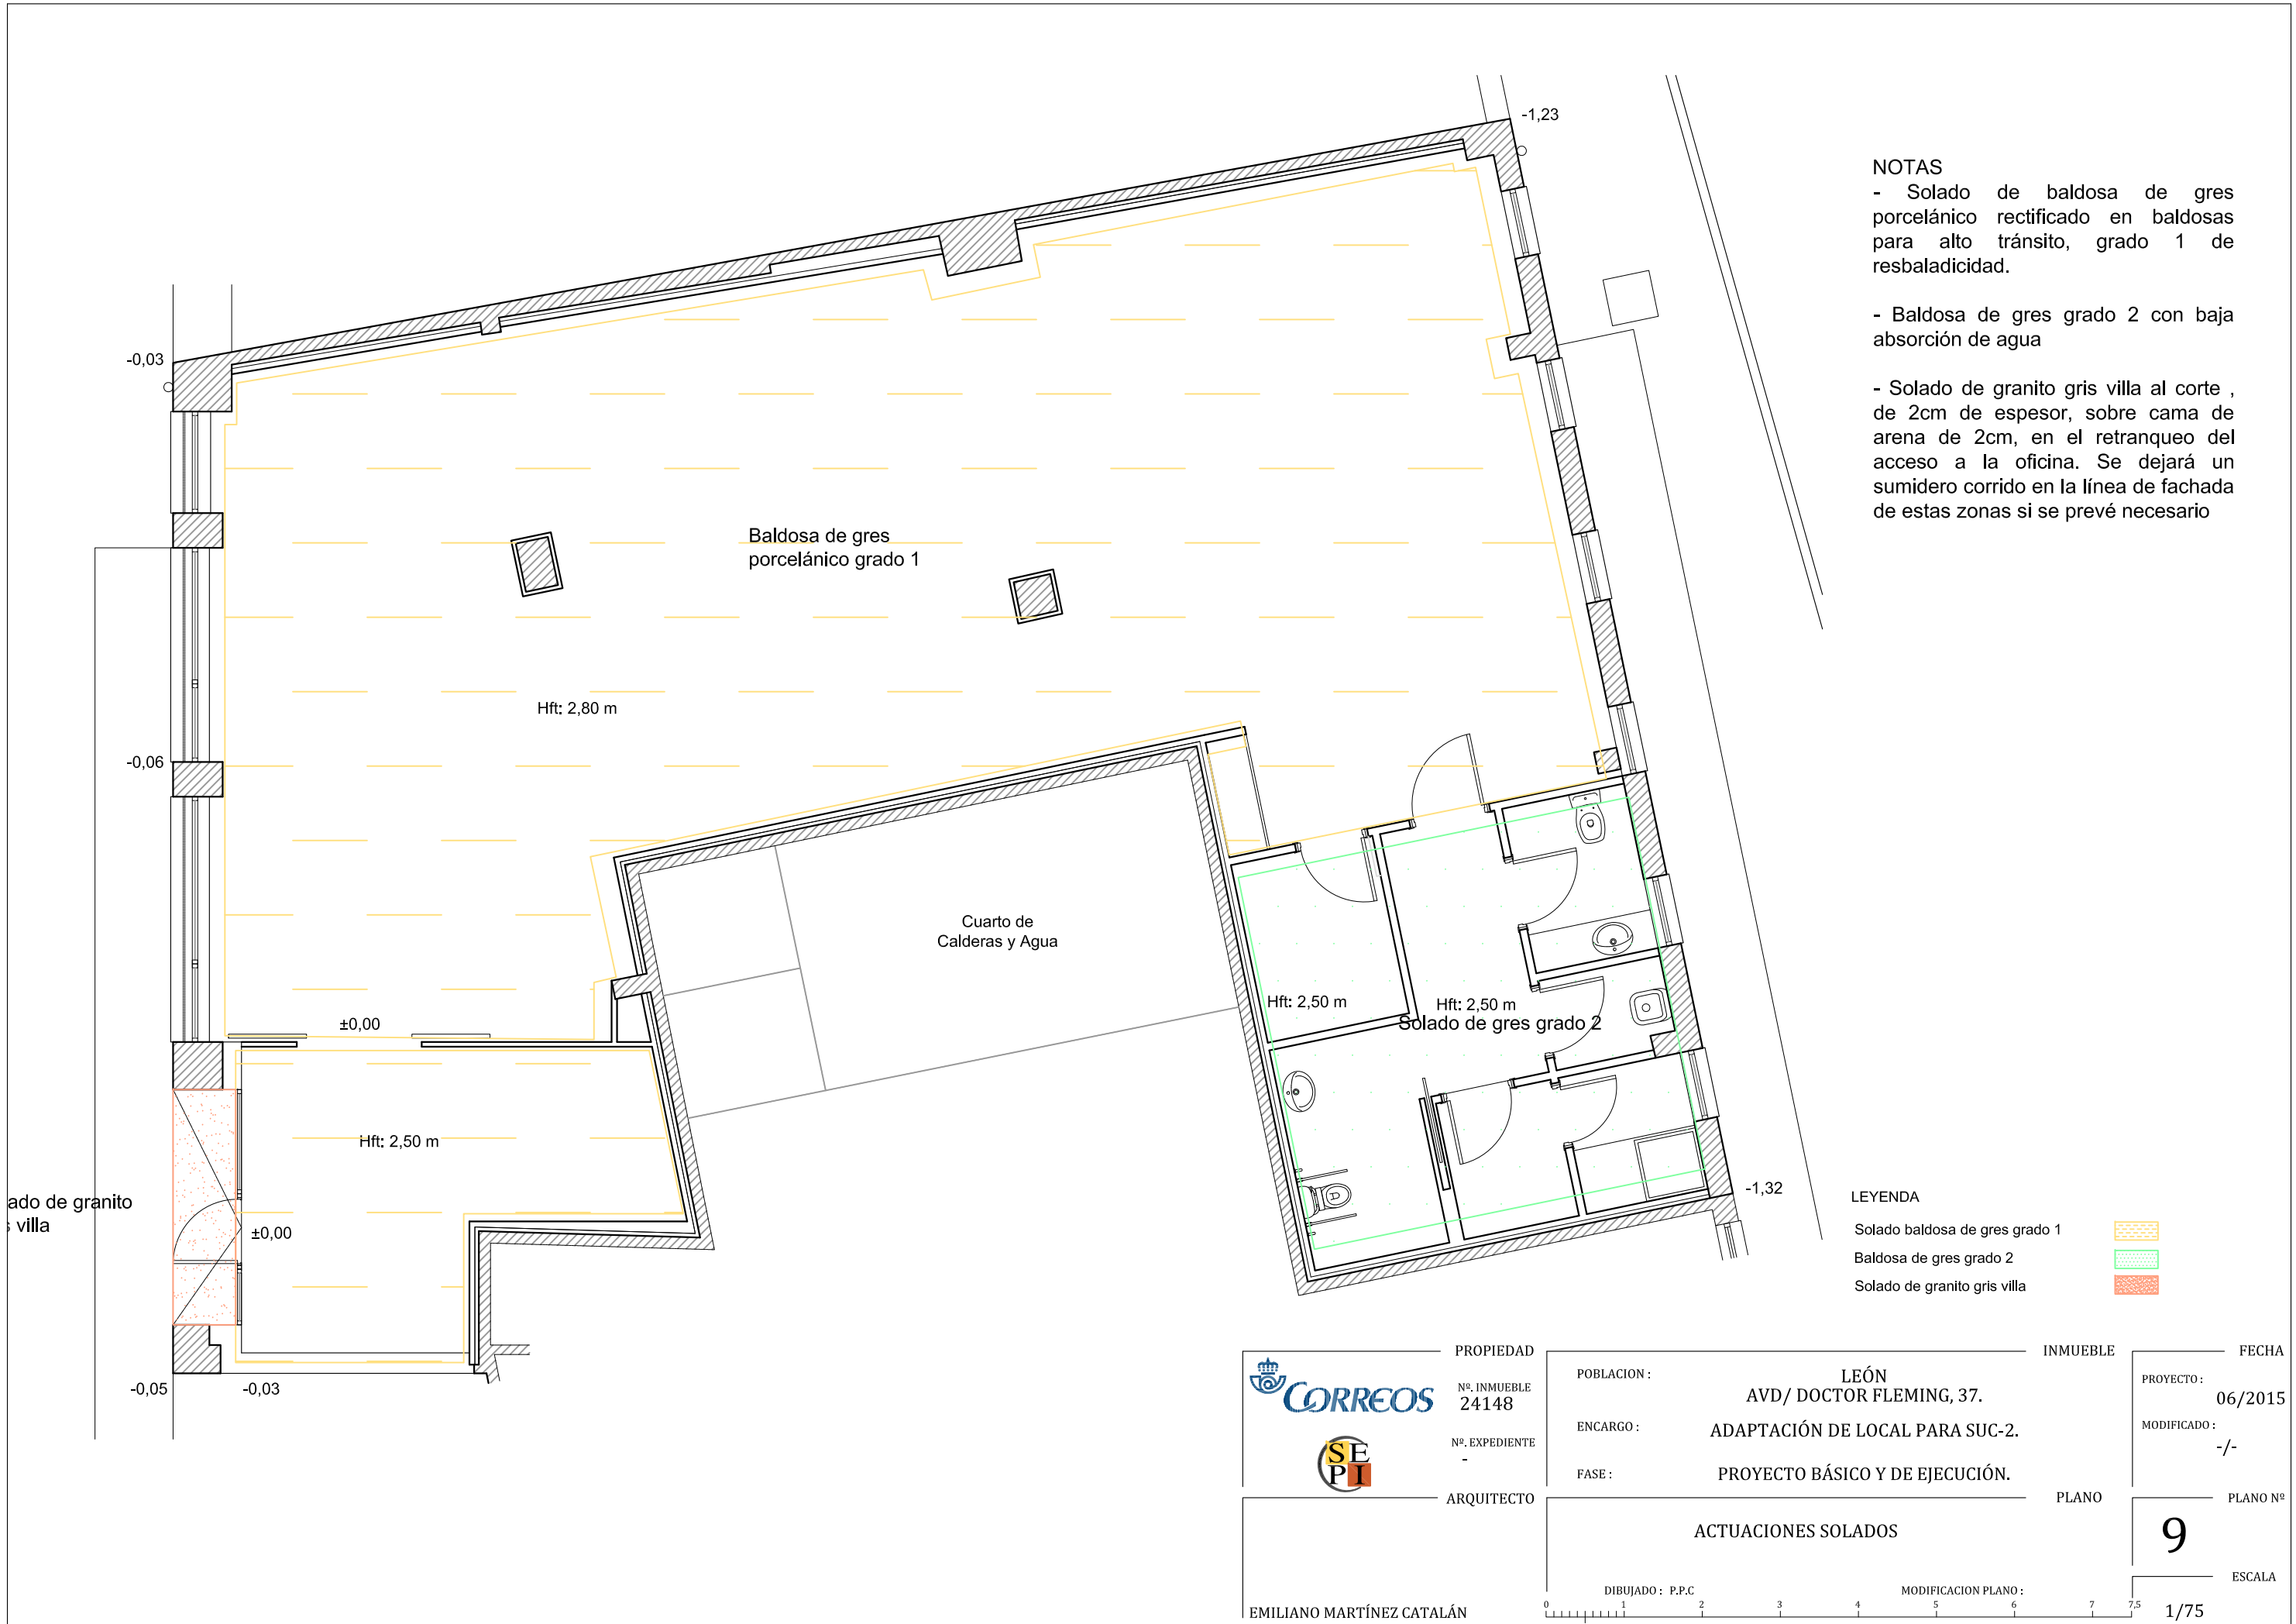 -1,23
NOTAS
- Solado de baldosa de gres
porcelánico rectificado en baldosas
para alto tránsito, grado 1 de
resbaladicidad.
- Baldosa de gres grado 2 con baja
absorción de agua
- Solado de granito gris villa al corte ,
de 2cm de espesor, sobre cama de
arena de 2cm, en el retranqueo del
acceso a la oficina. Se dejará un
sumidero corrido en la línea de fachada
de estas zonas si se prevé necesario
-0,03
Baldosa de gres
porcelánico grado 1
Hft: 2,80 m
-0,06
Cuarto de
Calderas y Agua
Hft: 2,50 m
Hft: 2,50 m
Solado de gres grado 2
±0,00
Hft: 2,50 m
ado de granito
villa
±0,00
-1,32
-0,05
-0,03
LEYENDA
Solado baldosa de gres grado 1
Baldosa de gres grado 2
Solado de granito gris villa
PROPIEDAD
CORREOS
Nº. INMUEBLE
24148
SEPI
Nº. EXPEDIENTE
-
INMUEBLE
POBLACION :
LEÓN
AVD/ DOCTOR FLEMING, 37.
ENCARGO :
ADAPTACIÓN DE LOCAL PARA SUC-2.
FASE :
PROYECTO BÁSICO Y DE EJECUCIÓN.
FECHA
PROYECTO :
06/2015
MODIFICADO :
-/-
ARQUITECTO
EMILIANO MARTÍNEZ CATALÁN
PLANO
ACTUACIONES SOLADOS
DIBUJADO : P.P.C
MODIFICACION PLANO :
0 1 2 3 4 5 6 7 7,5
PLANO Nº
9
ESCALA
1/75